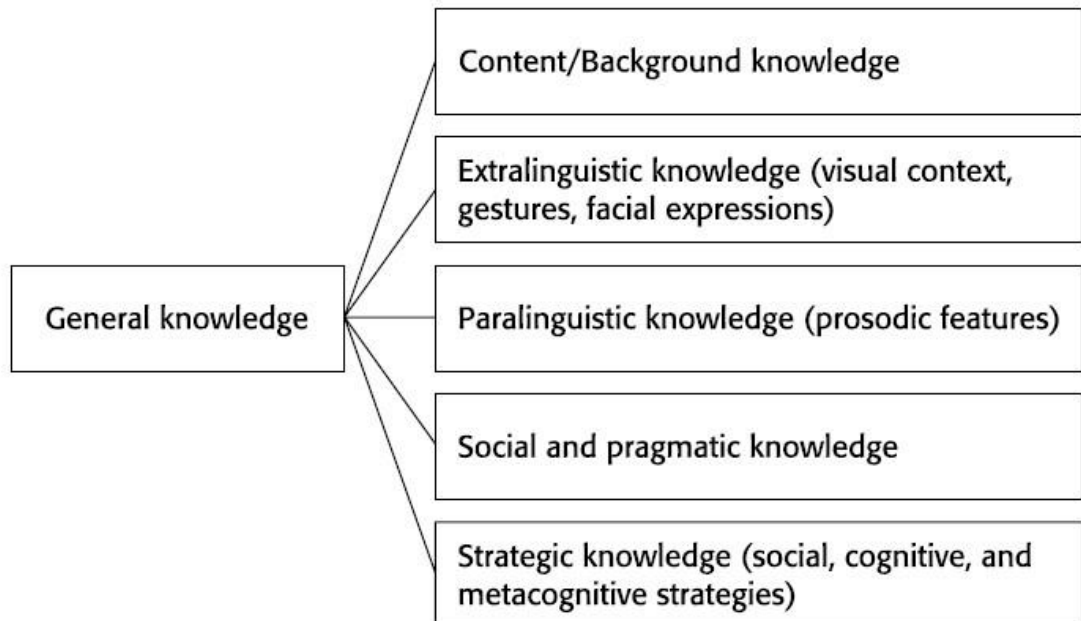 Content/Background knowledge
Extralinguistic knowledge (visual context,
gestures, facial expressions)
General knowledge
Paralinguistic knowledge (prosodic features)
Social and pragmatic knowledge
Strategic knowledge (social, cognitive, and
metacognitive strategies)